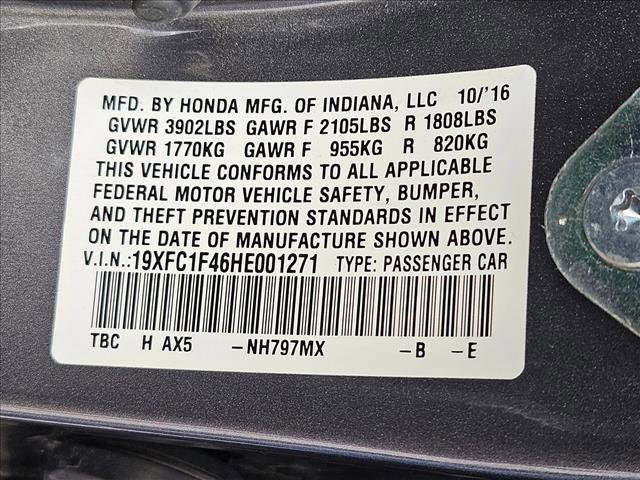 MFD. BY HONDA MFG. OF INDIANA, LLC 10/'16
GVWR 3902LBS GAWR F 2105LBS R 1808LBS
GVWR 1770KG GAWR F 955KG R 820KG
THIS VEHICLE CONFORMS TO ALL APPLICABLE
FEDERAL MOTOR VEHICLE SAFETY, BUMPER,
AND THEFT PREVENTION STANDARDS IN EFFECT
ON THE DATE OF MANUFACTURE SHOWN ABOVE.
V.I.N.:19XFC1F46HE001271 TYPE: PASSENGER CAR
TBC H AX5 –NH797MX –B –E